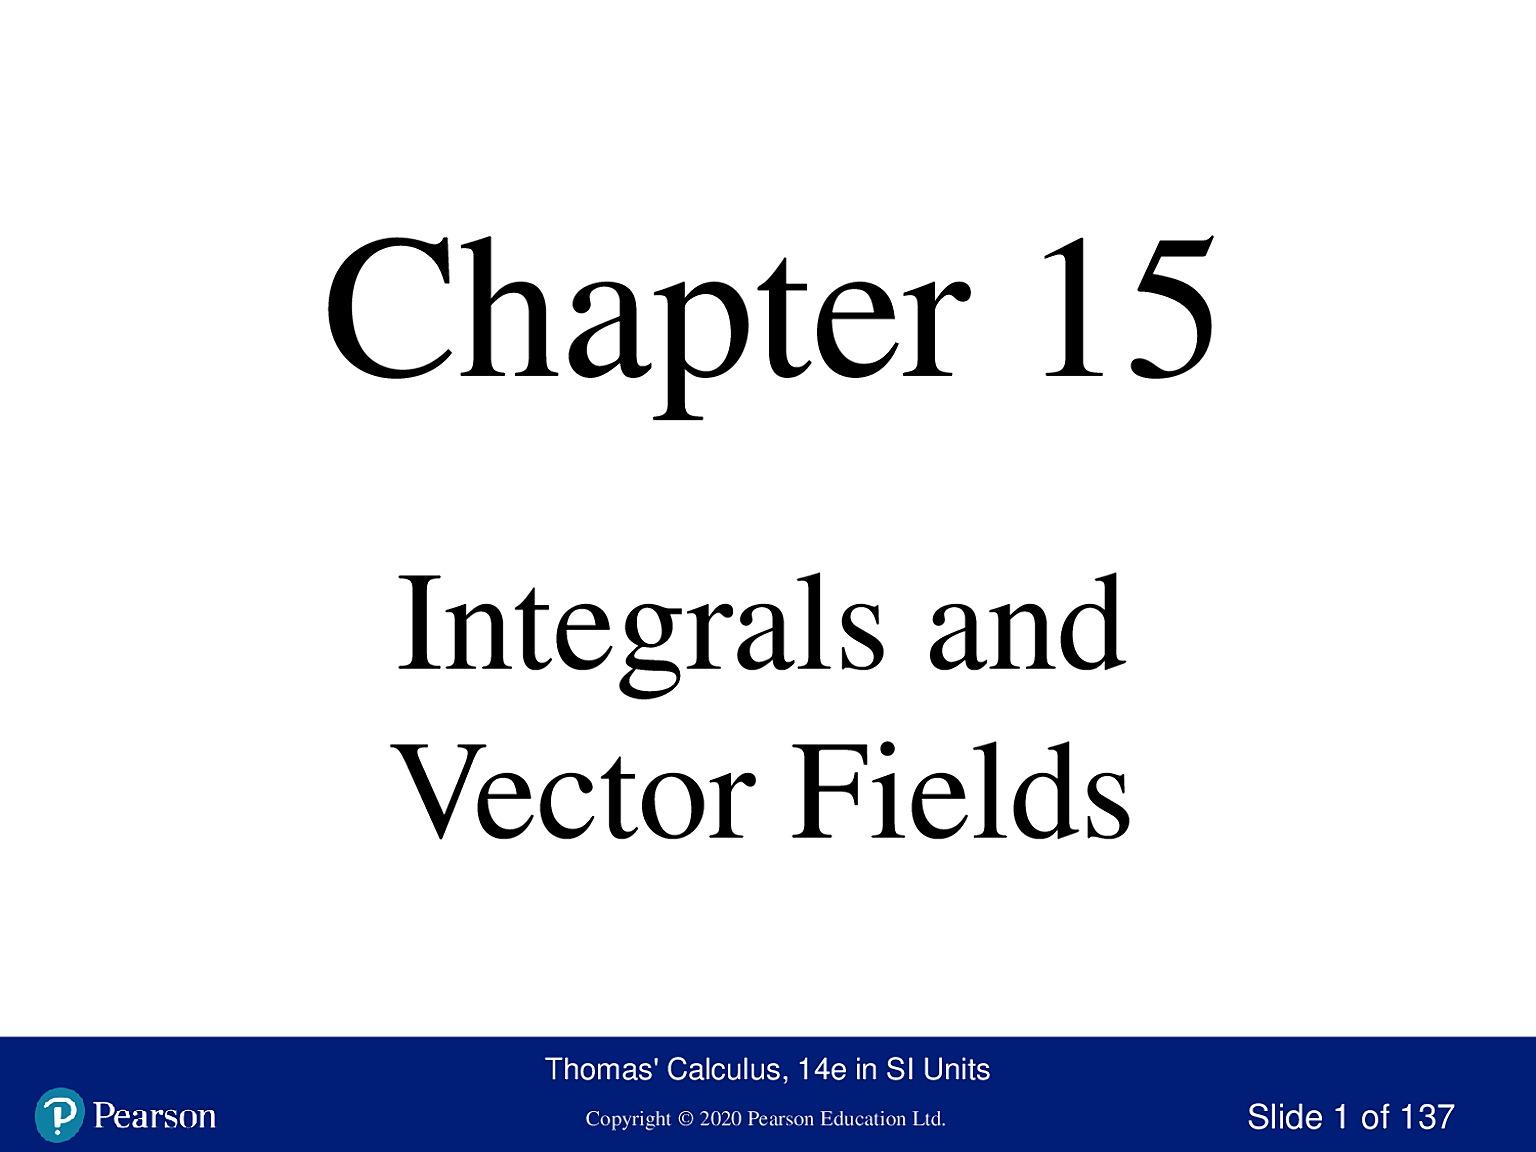 Chapter 15
Integrals and
Vector Fields
Thomas' Calculus, 14e in SI Units
Pearson
Copyright © 2020 Pearson Education Ltd.
Slide 1 of 137